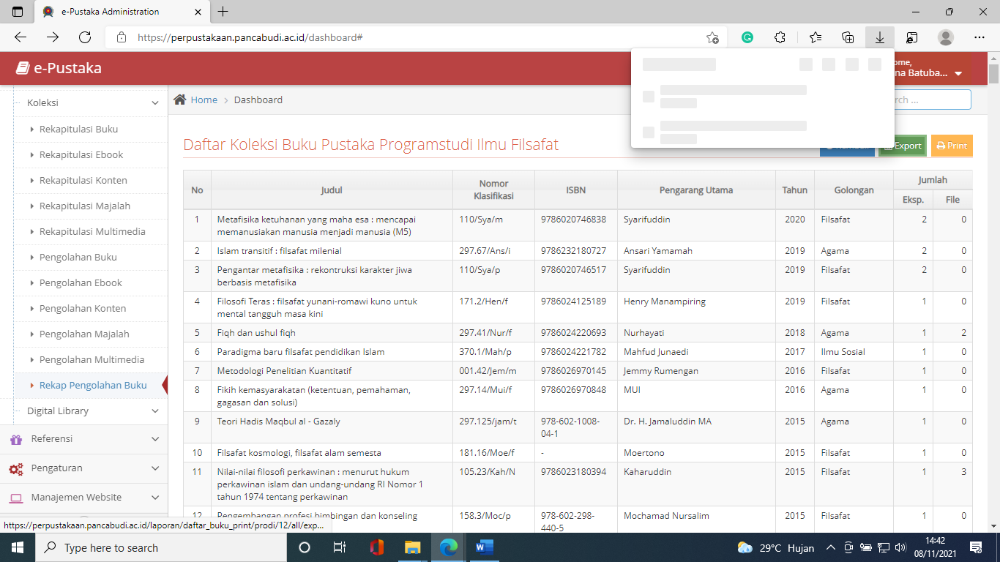 e-Pustaka Administration
https://perpustakaan.pancabudi.ac.id/dashboard#
e-Pustaka
ome,
na Batuba...
Koleksi
Rekapitulasi Buku
Rekapitulasi Ebook
Rekapitulasi Konten
Rekapitulasi Majalah
Rekapitulasi Multimedia
Pengolahan Buku
Pengolahan Ebook
Pengolahan Konten
Pengolahan Majalah
Pengolahan Multimedia
Rekap Pengolahan Buku
Digital Library
Referensi
Pengaturan
Manajemen Website
Home > Dashboard
rch ...
Daftar Koleksi Buku Pustaka Programstudi Ilmu Filsafat
Export
Print
No Judul Nomor Klasifikasi ISBN Pengarang Utama Tahun Golongan Jumlah
Eksp. File
1 Metafisika ketuhanan yang maha esa : mencapai 110/Sya/m 9786020746838 Syarifuddin 2020 Filsafat 2 0
memanusiakan manusia menjadi manusia (M5)
2 Islam transitif : filsafat milenial 297.67/Ans/i 9786232180727 Ansari Yamamah 2019 Agama 2 0
3 Pengantar metafisika : rekontruksi karakter jiwa 110/Sya/p 9786020746517 Syarifuddin 2019 Filsafat 2 0
berbasis metafisika
4 Filosofi Teras : filsafat yunani-romawi kuno untuk 171.2/Hen/f 9786024125189 Henry Manampiring 2019 Filsafat 1 0
mental tangguh masa kini
5 Fiqh dan ushul fiqh 297.41/Nur/f 9786024220693 Nurhayati 2018 Agama 1 2
6 Paradigma baru filsafat pendidikan Islam 370.1/Mah/p 9786024221782 Mahfud Junaedi 2017 Ilmu Sosial 1 0
7 Metodologi Penelitian Kuantitatif 001.42/Jem/m 9786026970145 Jemmy Rumengan 2016 Filsafat 1 0
8 Fikih kemasyarakatan (ketentuan, pemahaman, 297.14/Mui/f 9786026970848 MUI 2016 Agama 1 0
gagasan dan solusi)
9 Teori Hadis Maqbul al - Gazaly 297.125/jam/t 978-602-1008- Dr. H. Jamaluddin MA 2015 Agama 1 0
04-1
10 Filsafat kosmologi, filsafat alam semesta 181.16/Moe/f - Moertono 2015 Filsafat 1 0
11 Nilai-nilai filosofi perkawinan : menurut hukum 105.23/Kah/N 9786023180394 Kaharuddin 2015 Filsafat 1 3
perkawinan islam dan undang-undang RI Nomor 1
tahun 1974 tentang perkawinan
12 Pengembangan profesi bimbingan dan konseling 158.3/Moc/p 978-602-298- Mochamad Nursalim 2015 Filsafat 1 0
440-5
https://perpustakaan.pancabudi.ac.id/laporan/daftar_buku_print/prodi/12/all/exp...
Type here to search
29°C Hujan
14:42
08/11/2021